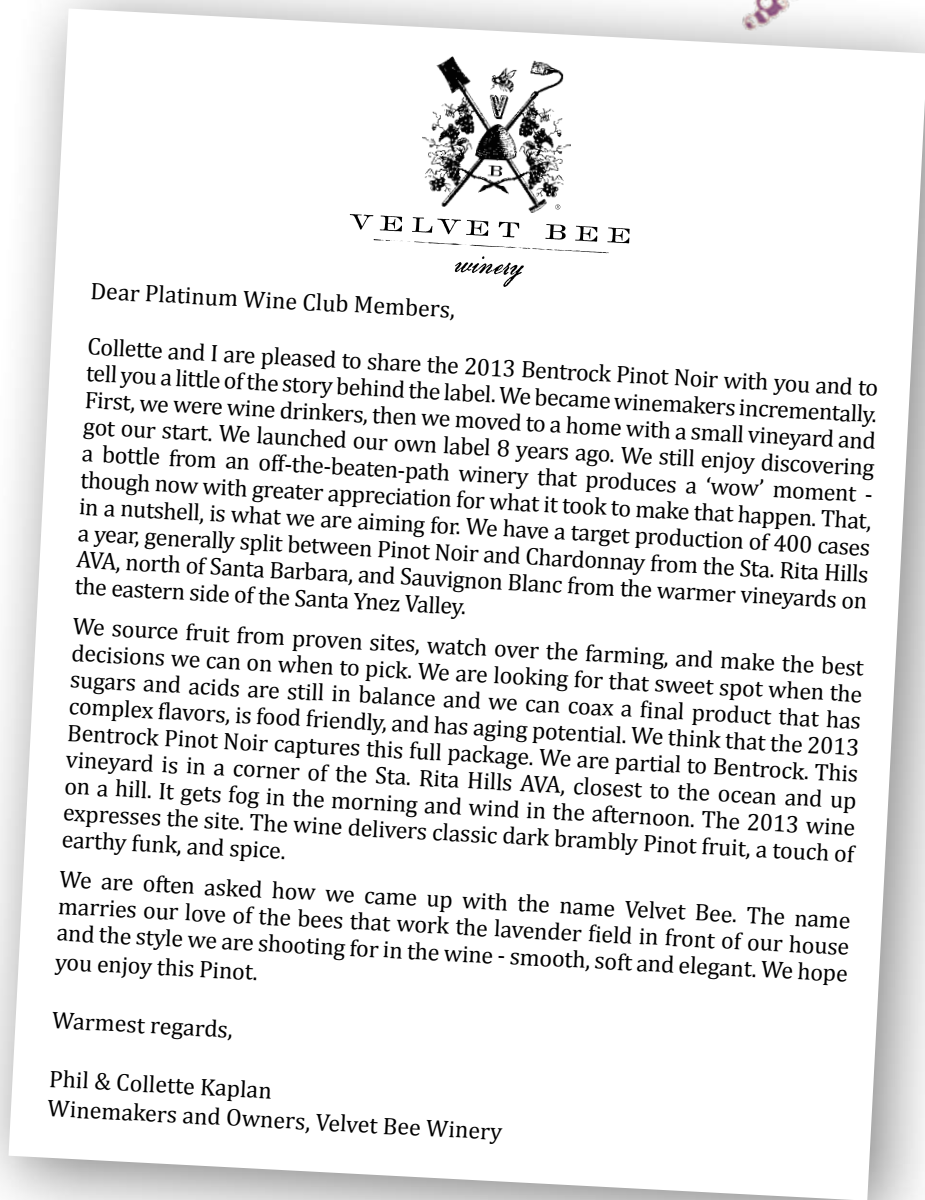 V
B
®
VELVET BEE
winery
Dear Platinum Wine Club Members,
Collette and I are pleased to share the 2013 Bentrock Pinot Noir with you and to
tell you a little of the story behind the label. We became winemakers incrementally.
First, we were wine drinkers, then we moved to a home with a small vineyard and
got our start. We launched our own label 8 years ago. We still enjoy discovering
a bottle from an off-the-beaten-path winery that produces a ‘wow’ moment -
though now with greater appreciation for what it took to make that happen. That,
in a nutshell, is what we are aiming for. We have a target production of 400 cases
a year, generally split between Pinot Noir and Chardonnay from the Sta. Rita Hills
AVA, north of Santa Barbara, and Sauvignon Blanc from the warmer vineyards on
the eastern side of the Santa Ynez Valley.
We source fruit from proven sites, watch over the farming, and make the best
decisions we can on when to pick. We are looking for that sweet spot when the
sugars and acids are still in balance and we can coax a final product that has
complex flavors, is food friendly, and has aging potential. We think that the 2013
Bentrock Pinot Noir captures this full package. We are partial to Bentrock. This
vineyard is in a corner of the Sta. Rita Hills AVA, closest to the ocean and up
on a hill. It gets fog in the morning and wind in the afternoon. The 2013 wine
expresses the site. The wine delivers classic dark brambly Pinot fruit, a touch of
earthy funk, and spice.
We are often asked how we came up with the name Velvet Bee. The name
marries our love of the bees that work the lavender field in front of our house
and the style we are shooting for in the wine - smooth, soft and elegant. We hope
you enjoy this Pinot.
Warmest regards,
Phil & Collette Kaplan
Winemakers and Owners, Velvet Bee Winery